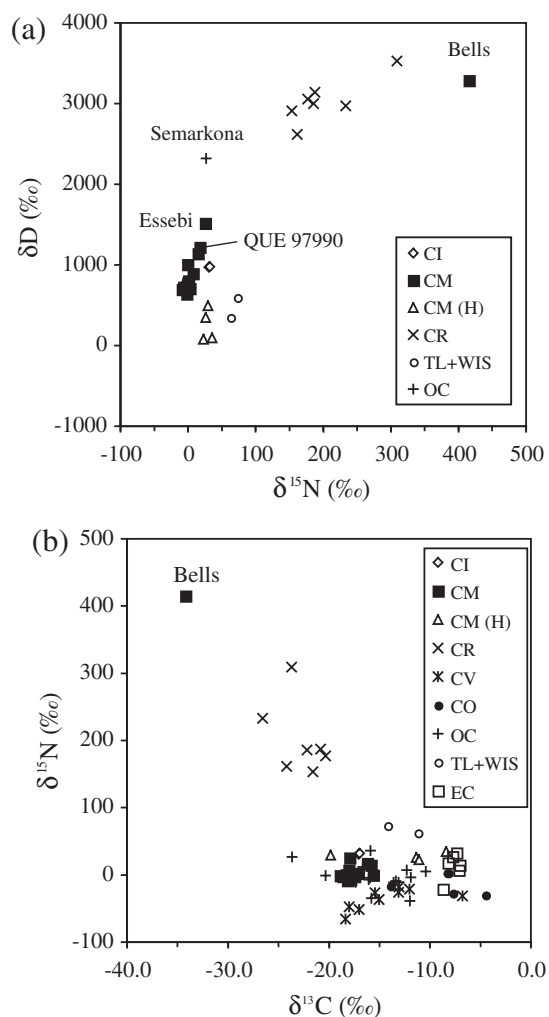 (a)
4000
3000
2000
1000
0
-1000
δD (‰)
Bells
Semarkona
Essebi
QUE 97990
CI
CM
CM (H)
CR
TL+WIS
OC
-100 0 100 200 300 400 500
δ¹⁵N (‰)
(b)
500
400
300
200
100
0
-100
δ¹⁵N (‰)
Bells
CI
CM
CM (H)
CR
CV
CO
OC
TL+WIS
EC
-40.0 -30.0 -20.0 -10.0 0.0
δ¹³C (‰)